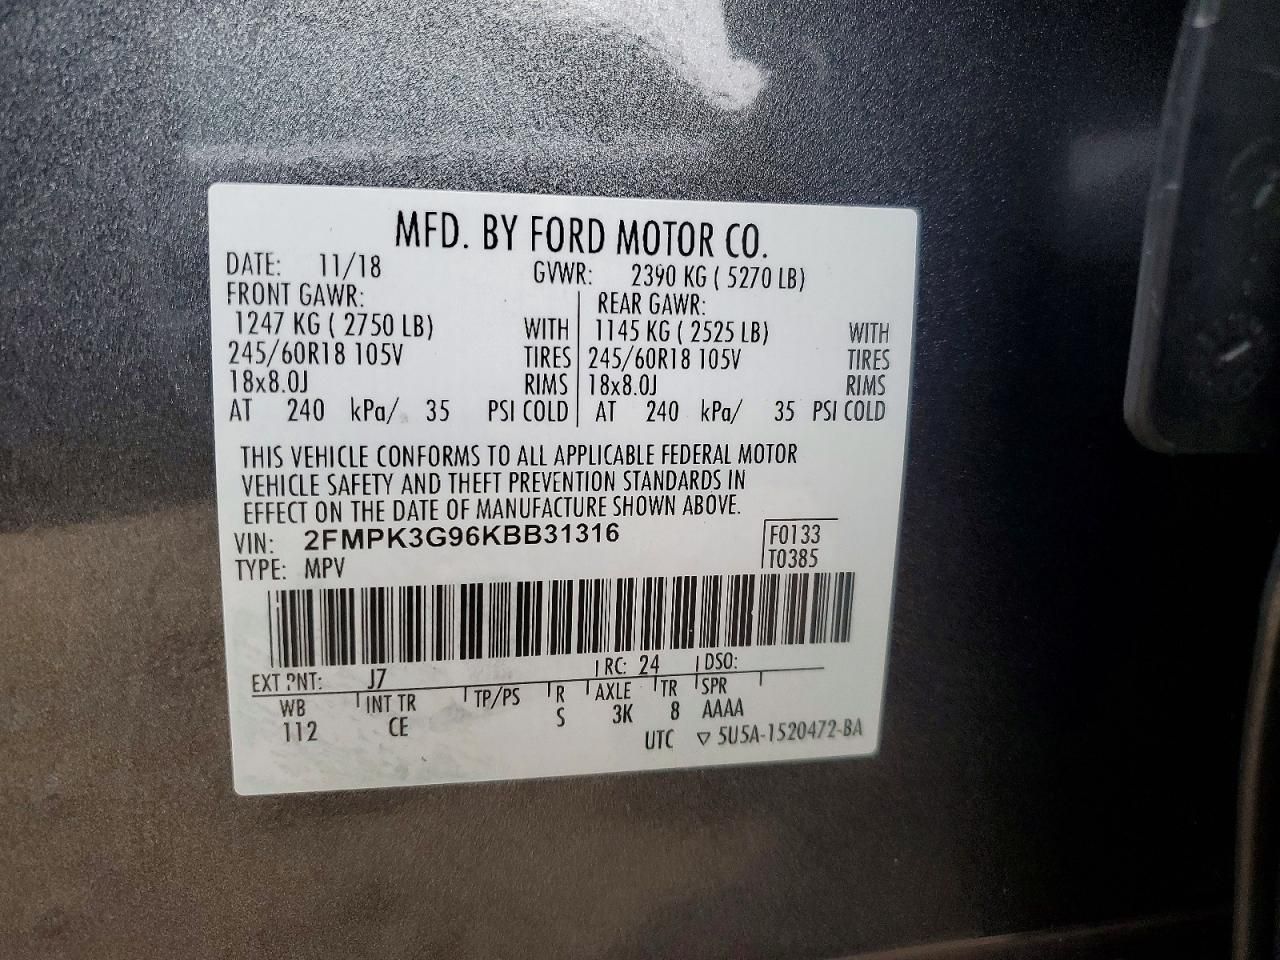 MFD. BY FORD MOTOR CO.
DATE: 11/18 GVWR: 2390 KG ( 5270 LB)
FRONT GAWR: REAR GAWR:
1247 KG ( 2750 LB) WITH 1145 KG ( 2525 LB) WITH
245/60R18 105V TIRES 245/60R18 105V TIRES
18x8.0J RIMS 18x8.0J RIMS
AT 240 kPa/ 35 PSI COLD AT 240 kPa/ 35 PSI COLD
THIS VEHICLE CONFORMS TO ALL APPLICABLE FEDERAL MOTOR
VEHICLE SAFETY AND THEFT PREVENTION STANDARDS IN
EFFECT ON THE DATE OF MANUFACTURE SHOWN ABOVE.
VIN: 2FMPK3G96KBB31316 F0133
TYPE: MPV T0385
EXT PNT: J7 RC: 24 DSO:
WB INT TR TP/PS R AXLE TR SPR
112 CE S 3K 8 AAAA
UTC ▽ 5U5A-1520472-BA